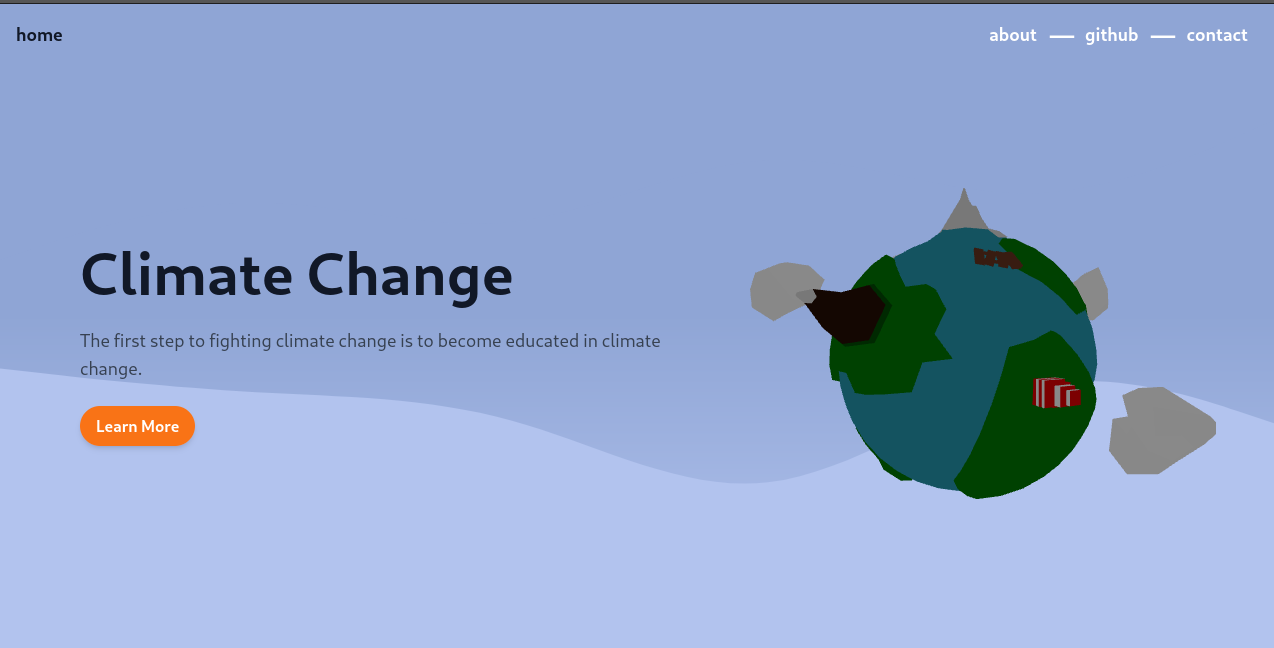 home
about — github — contact
Climate Change
The first step to fighting climate change is to become educated in climate
change.
Learn More